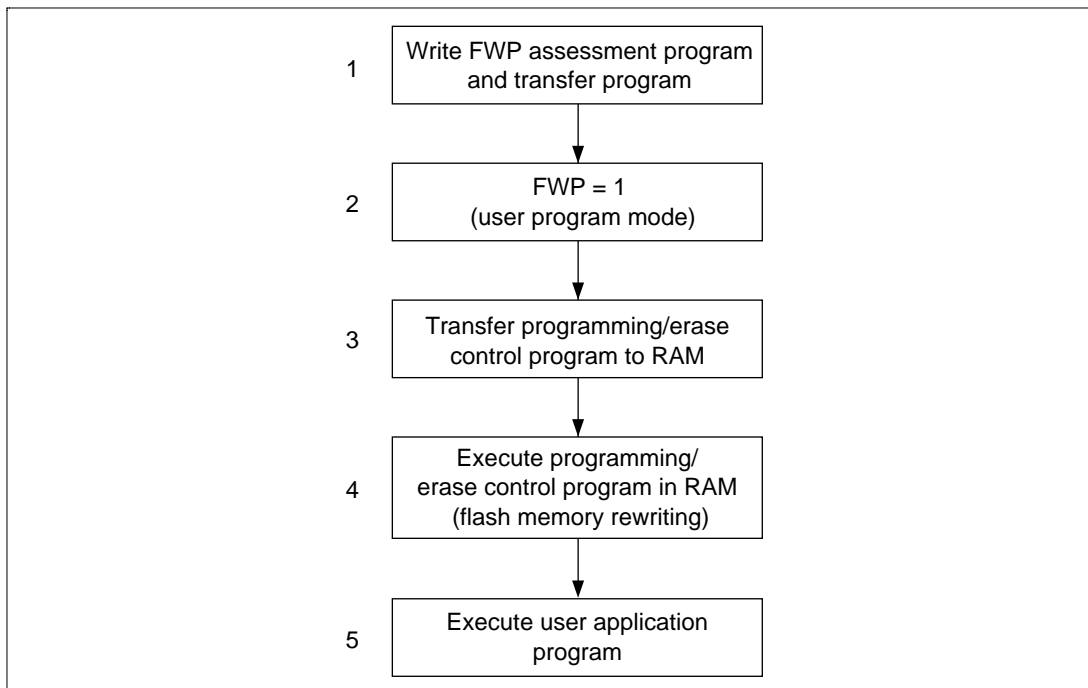 1
Write FWP assessment program
and transfer program
2
FWP = 1
(user program mode)
3
Transfer programming/erase
control program to RAM
4
Execute programming/
erase control program in RAM
(flash memory rewriting)
5
Execute user application
program